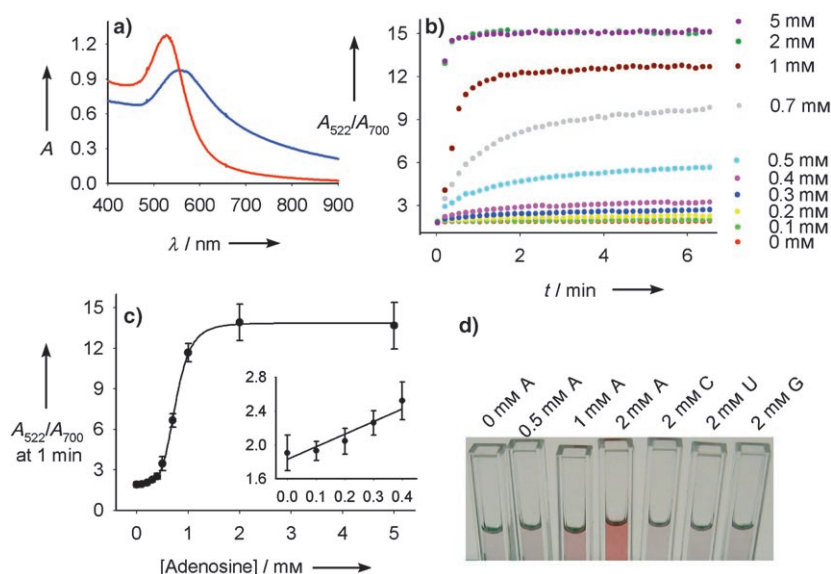 a)
1.2
0.9
0.6
0.3
0.0
A
400 500 600 700 800 900
λ / nm
b)
15
12
9
6
3
A522/A700
0 2 4 6
t / min
5 mM
2 mM
1 mM
0.7 mM
0.5 mM
0.4 mM
0.3 mM
0.2 mM
0.1 mM
0 mM
c)
15
12
9
6
3
0
A522/A700
at 1 min
0 1 2 3 4 5
[Adenosine] / mM
2.8
2.4
2.0
1.6
0.0 0.1 0.2 0.3 0.4
d)
0 mM A
0.5 mM A
1 mM A
2 mM A
2 mM C
2 mM U
2 mM G